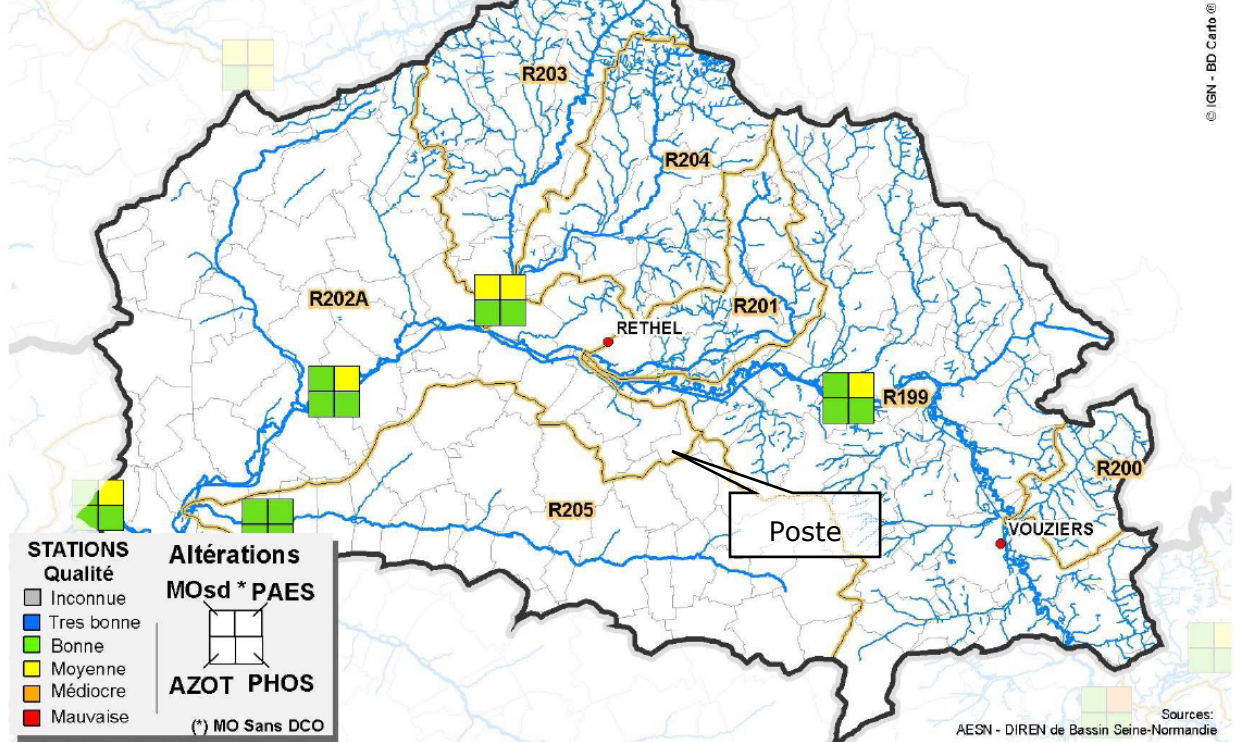 © IGN - BD Carto ®
R203
R204
R202A
R201
RETHEL
R199
R200
R205
Poste
VOUZIERS
STATIONS
Qualité
Inconnue
Tres bonne
Bonne
Moyenne
Médiocre
Mauvaise
Altérations
MOsd * PAES
AZOT PHOS
(*) MO Sans DCO
Sources:
AESN - DIREN de Bassin Seine-Normandie